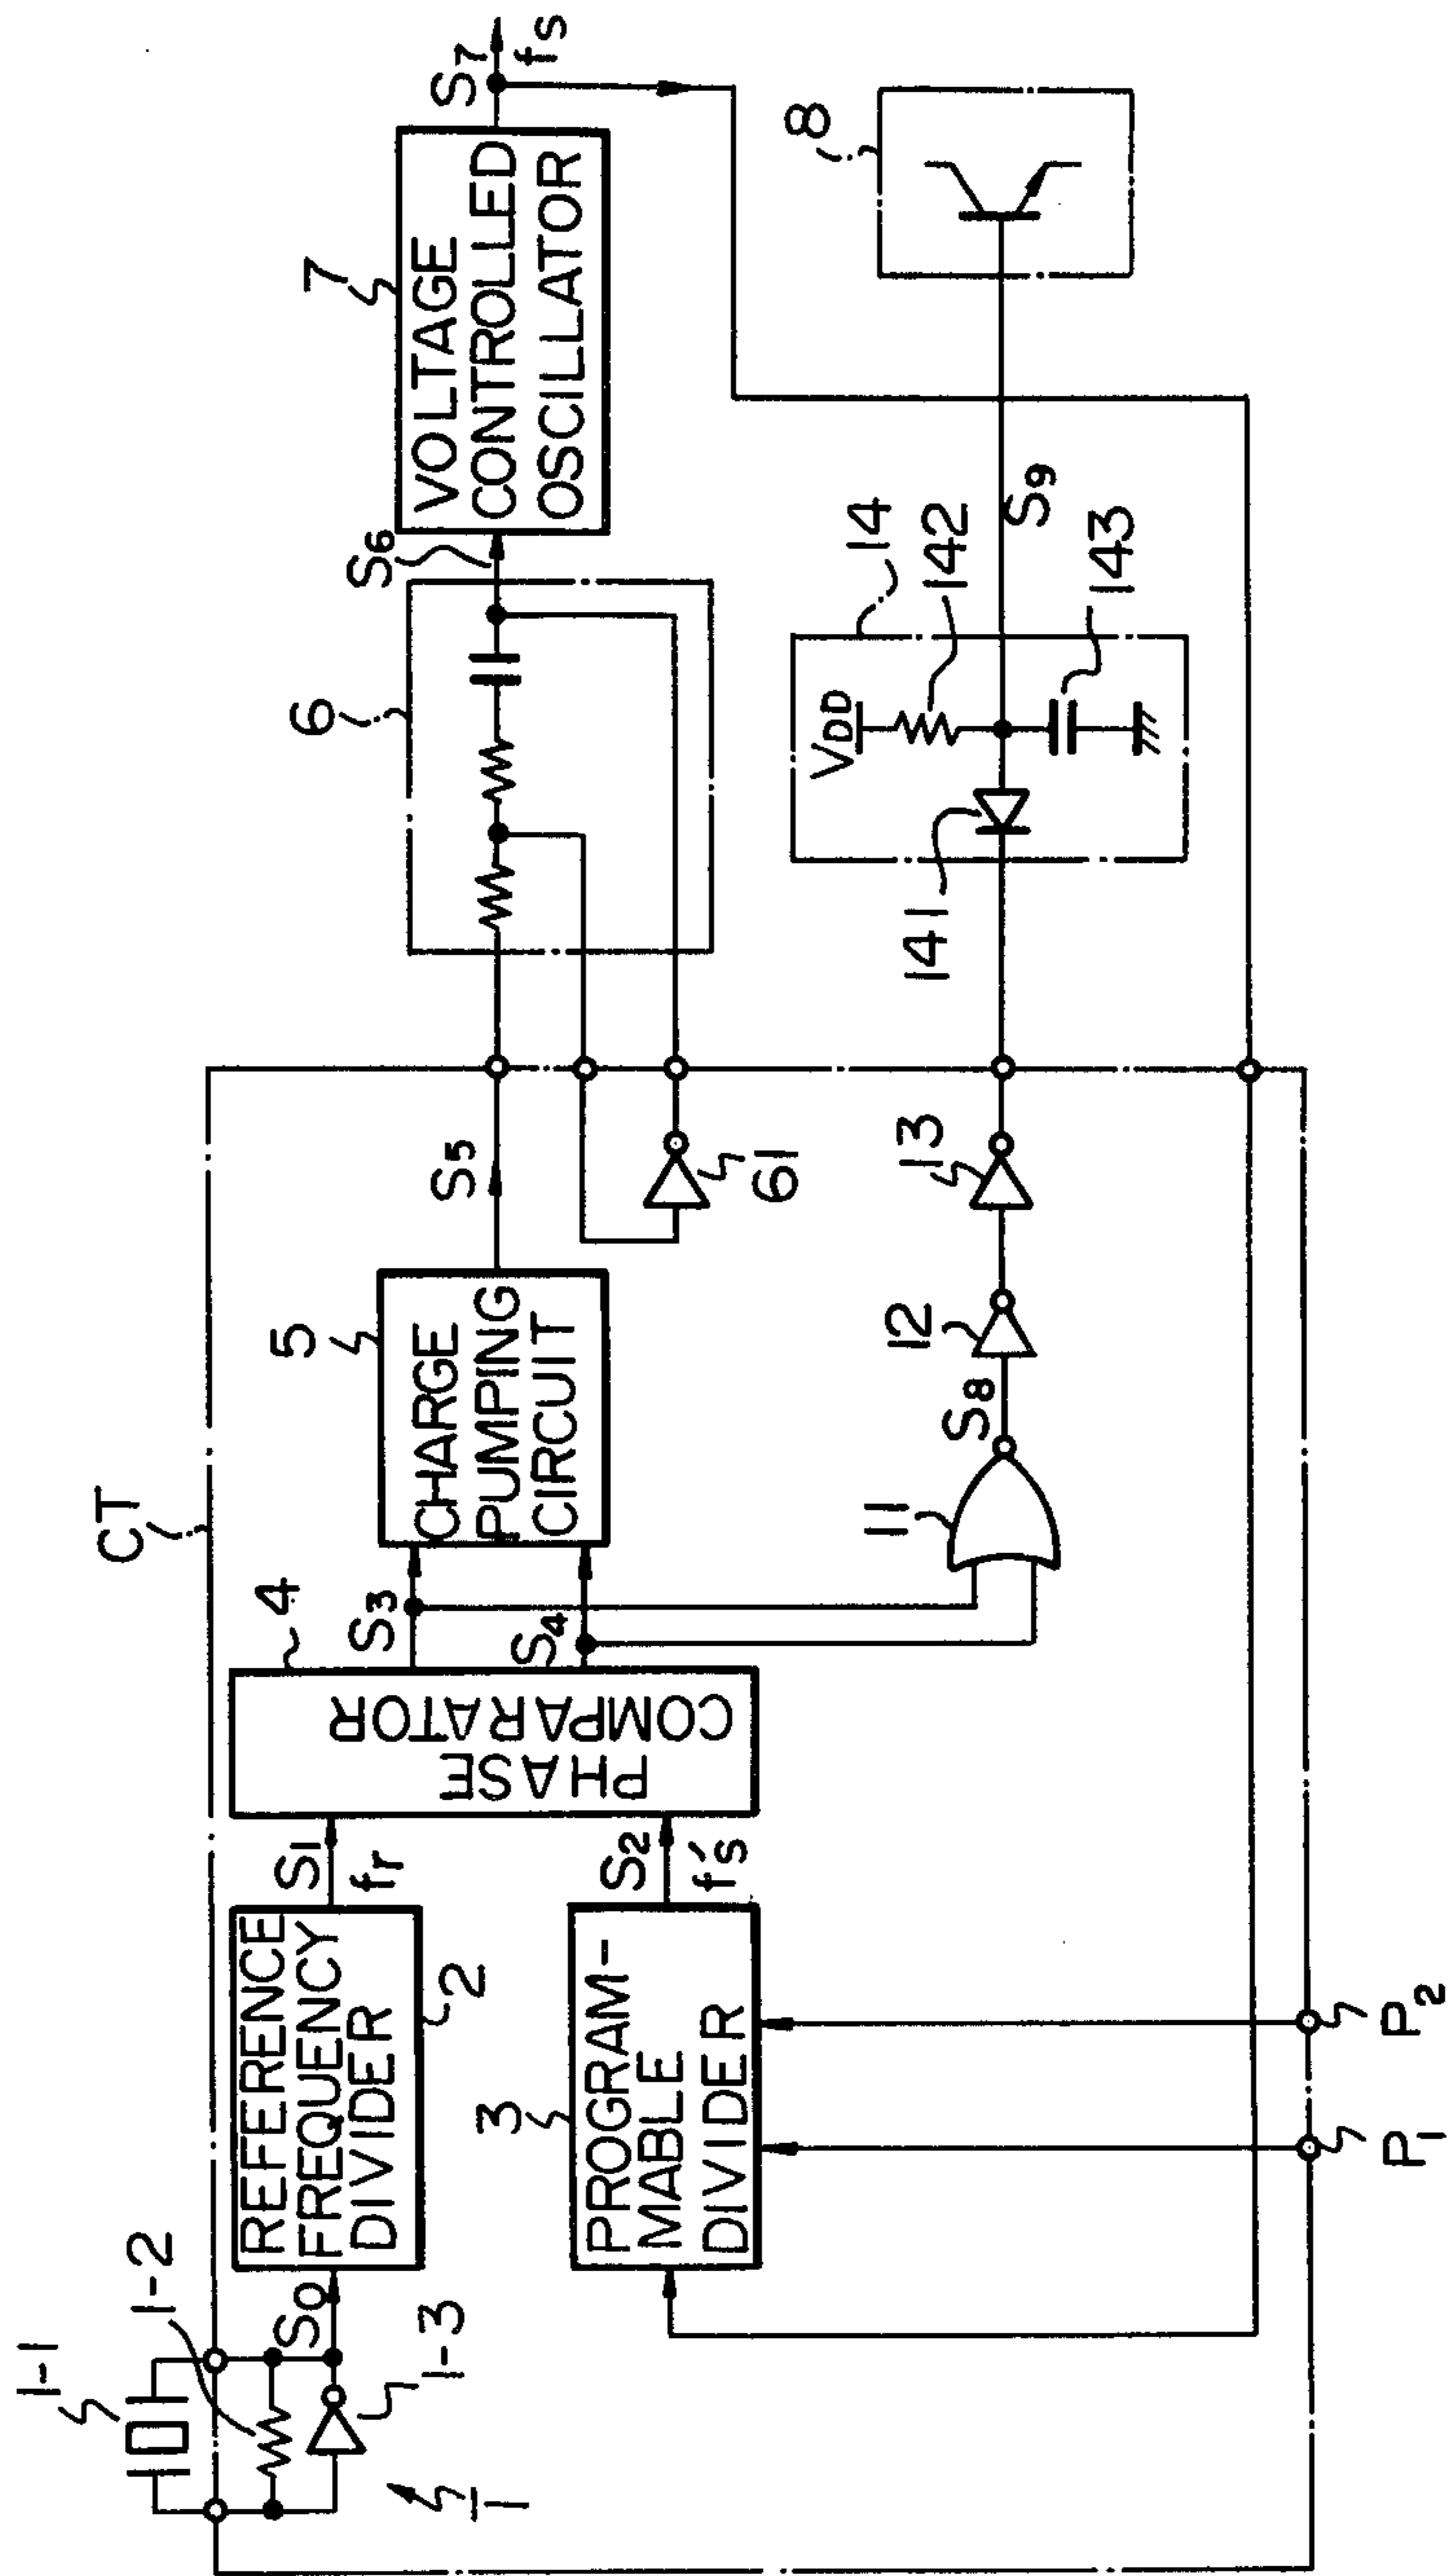 CT
1-1
1-2
1-3
1
S0
REFERENCE
FREQUENCY
DIVIDER
2
S1
fr
3
PROGRAM-
MABLE
DIVIDER
S2
f's
P1
P2
4
PHASE
COMPARATOR
S3
S4
5
CHARGE
PUMPING
CIRCUIT
S5
61
11
S8
12
13
6
S6
7
VOLTAGE
CONTROLLED
OSCILLATOR
S7
fs
14
VDD
141
142
143
S9
8